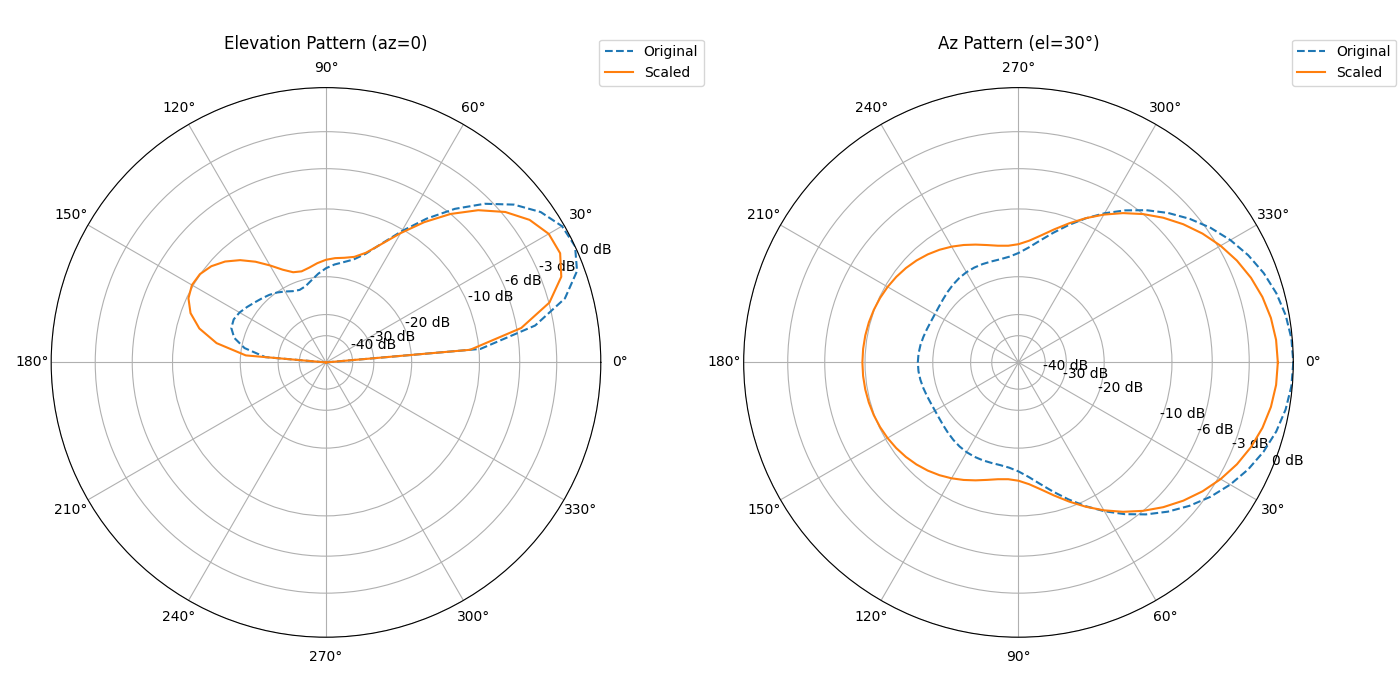 Elevation Pattern (az=0)
Original
Scaled
90°
120°
60°
150°
30°
0 dB
-3 dB
-6 dB
-10 dB
-20 dB
-30 dB
-40 dB
180°
0°
210°
330°
240°
300°
270°
Az Pattern (el=30°)
Original
Scaled
270°
240°
300°
210°
330°
180°
0°
-40 dB
-30 dB
-20 dB
-10 dB
-6 dB
-3 dB
0 dB
150°
30°
120°
60°
90°